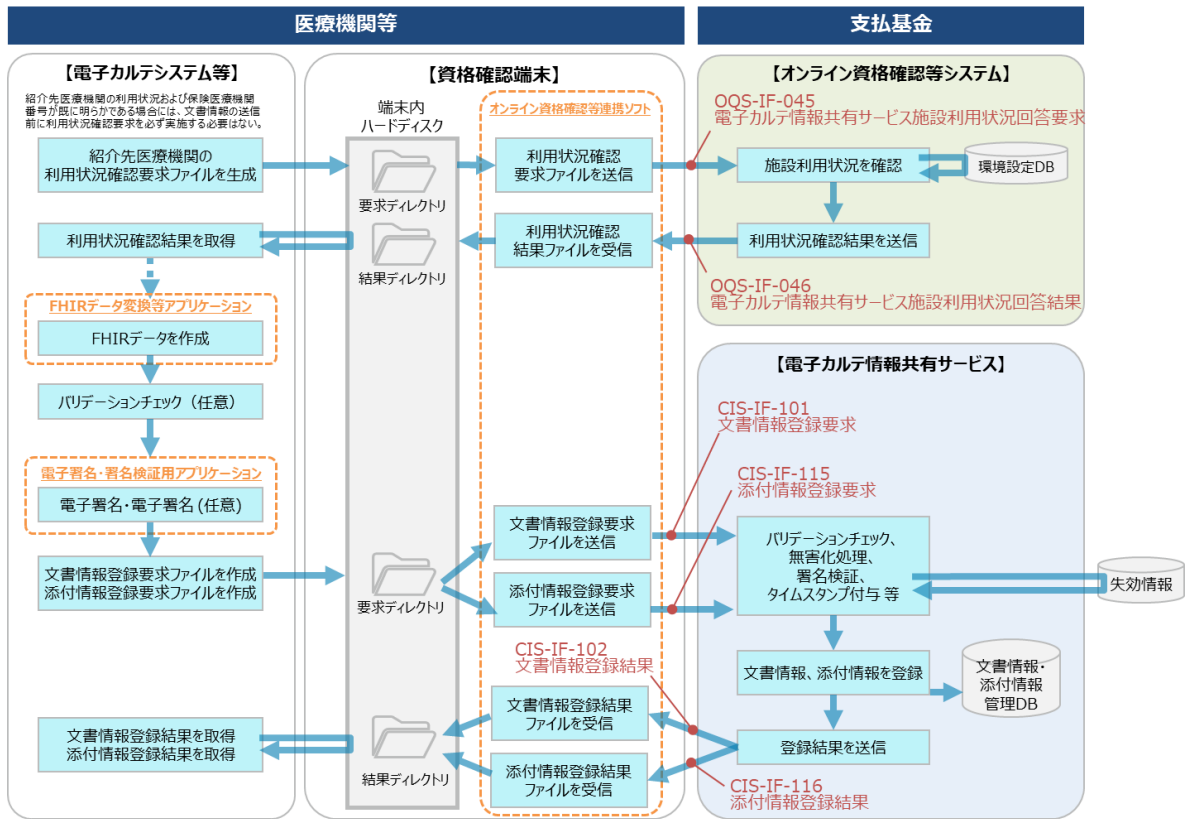 医療機関等
支払基金
【電子カルテシステム等】
紹介先医療機関の利用状況および保険医療機関
番号が既に明らかである場合には、文書情報の送信
前に利用状況確認要求を必ず実施する必要はない。
紹介先医療機関の
利用状況確認要求ファイルを生成
利用状況確認結果を取得
FHIRデータ変換等アプリケーション
FHIRデータを作成
バリデーションチェック（任意）
電子署名・署名検証用アプリケーション
電子署名・電子署名 (任意)
文書情報登録要求ファイルを作成
添付情報登録要求ファイルを作成
文書情報登録結果を取得
添付情報登録結果を取得
【資格確認端末】
端末内
ハードディスク
要求ディレクトリ
結果ディレクトリ
要求ディレクトリ
結果ディレクトリ
オンライン資格確認等連携ソフト
利用状況確認
要求ファイルを送信
利用状況確認
結果ファイルを受信
文書情報登録要求
ファイルを送信
添付情報登録要求
ファイルを送信
CIS-IF-102
文書情報登録結果
文書情報登録結果
ファイルを受信
添付情報登録結果
ファイルを受信
【オンライン資格確認等システム】
OQS-IF-045
電子カルテ情報共有サービス施設利用状況回答要求
施設利用状況を確認
環境設定DB
利用状況確認結果を送信
OQS-IF-046
電子カルテ情報共有サービス施設利用状況回答結果
【電子カルテ情報共有サービス】
CIS-IF-101
文書情報登録要求
CIS-IF-115
添付情報登録要求
バリデーションチェック、
無害化処理、
署名検証、
タイムスタンプ付与 等
失効情報
文書情報、添付情報を登録
文書情報・
添付情報
管理DB
登録結果を送信
CIS-IF-116
添付情報登録結果